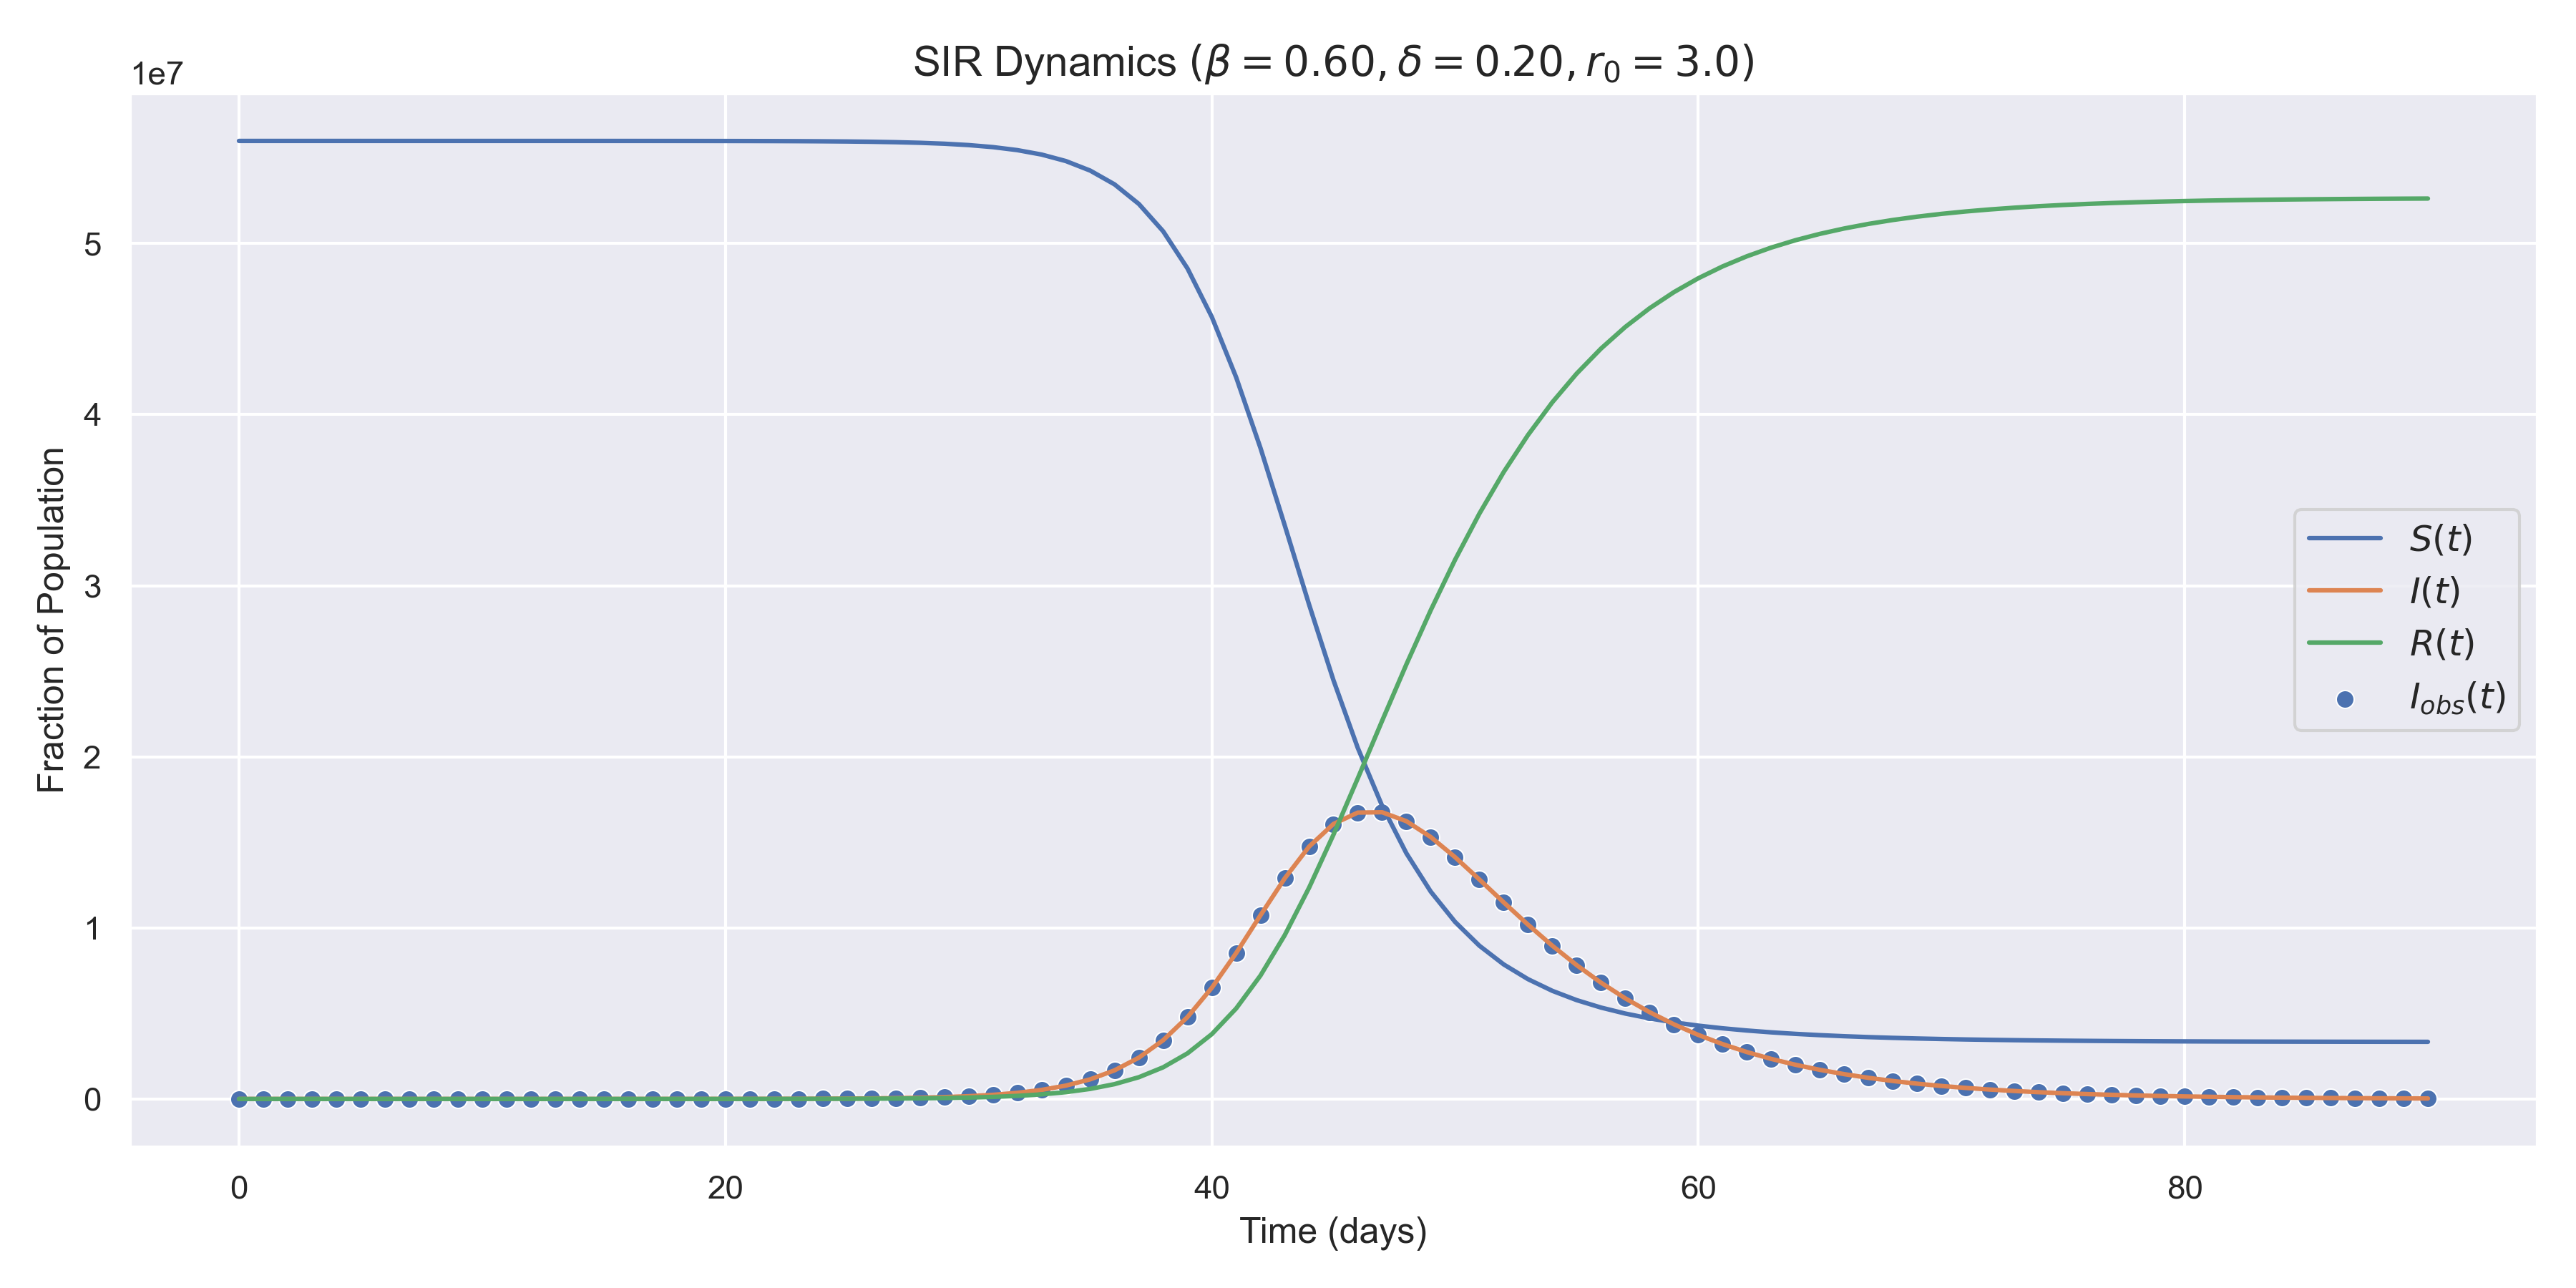 SIR Dynamics (β = 0.60, δ = 0.20, r₀ = 3.0)
1e7
5
4
3
2
1
0
Fraction of Population
S(t)
I(t)
R(t)
I_obs(t)
0 20 40 60 80
Time (days)